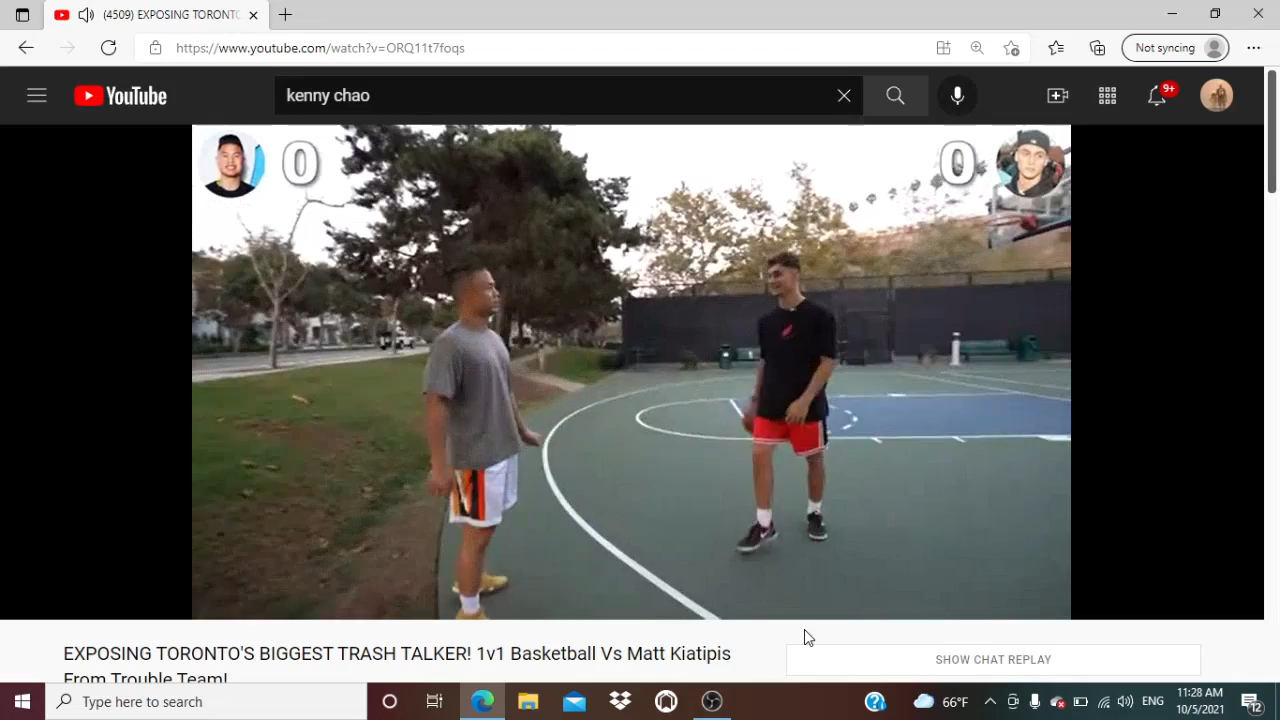 (4509) EXPOSING TORONTO
https://www.youtube.com/watch?v=ORQ11t7foqs
Not syncing
YouTube
kenny chao
9+
0
0
EXPOSING TORONTO'S BIGGEST TRASH TALKER! 1v1 Basketball Vs Matt Kiatipis
From Trouble Team!
SHOW CHAT REPLAY
Type here to search
66°F
ENG
11:28 AM
10/5/2021
12